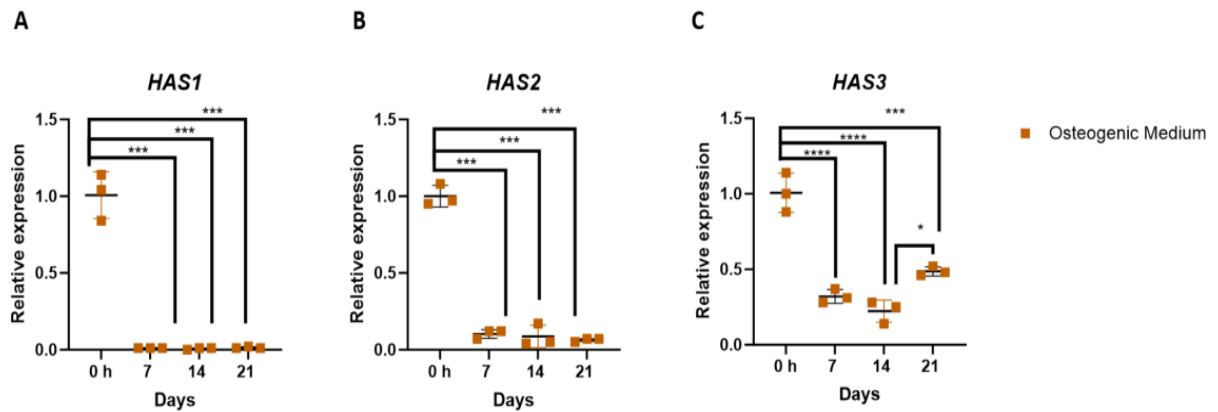 A
B
C
HAS1
HAS2
HAS3
Relative expression
1.5
1.0
0.5
0.0
***
***
***
0 h 7 14 21
Days
Relative expression
1.5
1.0
0.5
0.0
***
***
***
0 h 7 14 21
Days
Relative expression
1.5
1.0
0.5
0.0
***
****
****
*
0 h 7 14 21
Days
Osteogenic Medium